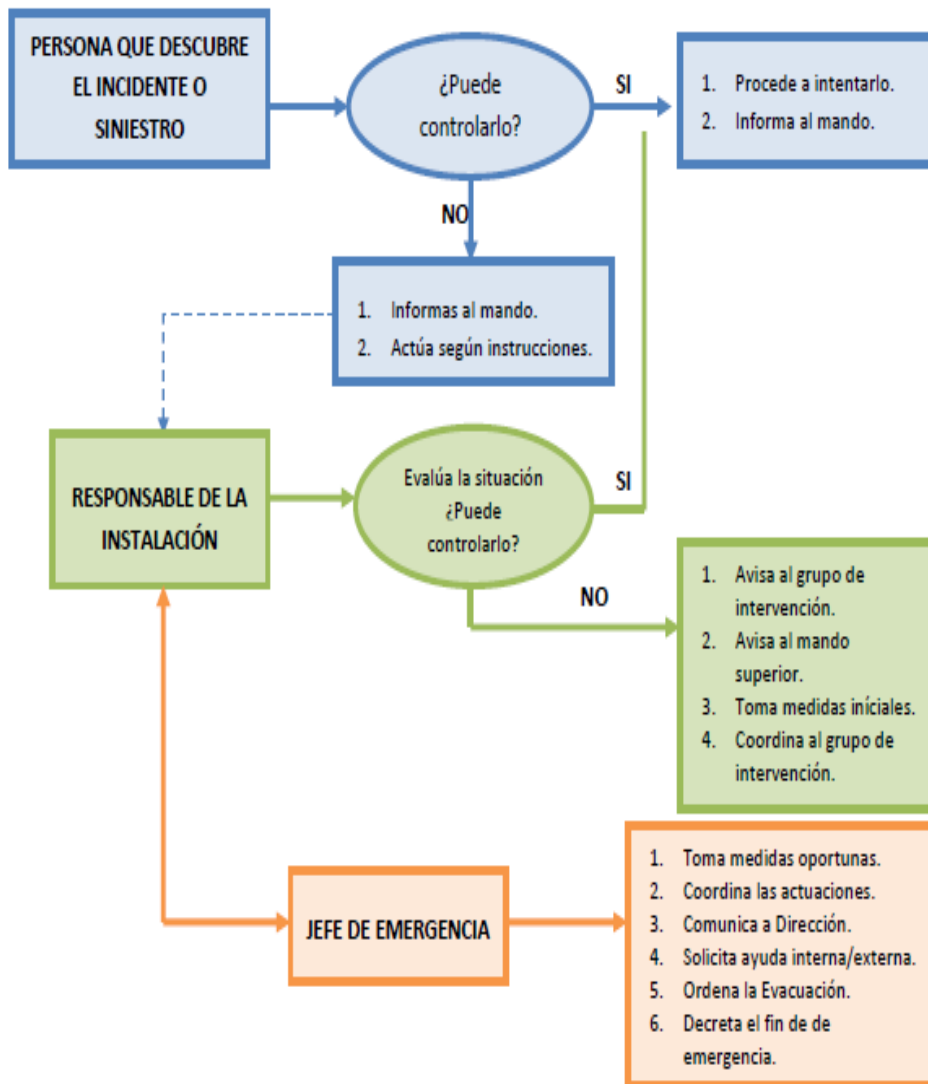 PERSONA QUE DESCUBRE
EL INCIDENTE O
SINIESTRO
¿Puede
controlarlo?
SI
1. Procede a intentarlo.
2. Informa al mando.
NO
1. Informas al mando.
2. Actúa según instrucciones.
RESPONSABLE DE LA
INSTALACIÓN
Evalúa la situación
¿Puede
controlarlo?
SI
NO
1. Avisa al grupo de
intervención.
2. Avisa al mando
superior.
3. Toma medidas iníciales.
4. Coordina al grupo de
intervención.
JEFE DE EMERGENCIA
1. Toma medidas oportunas.
2. Coordina las actuaciones.
3. Comunica a Dirección.
4. Solicita ayuda interna/externa.
5. Ordena la Evacuación.
6. Decreta el fin de de
emergencia.